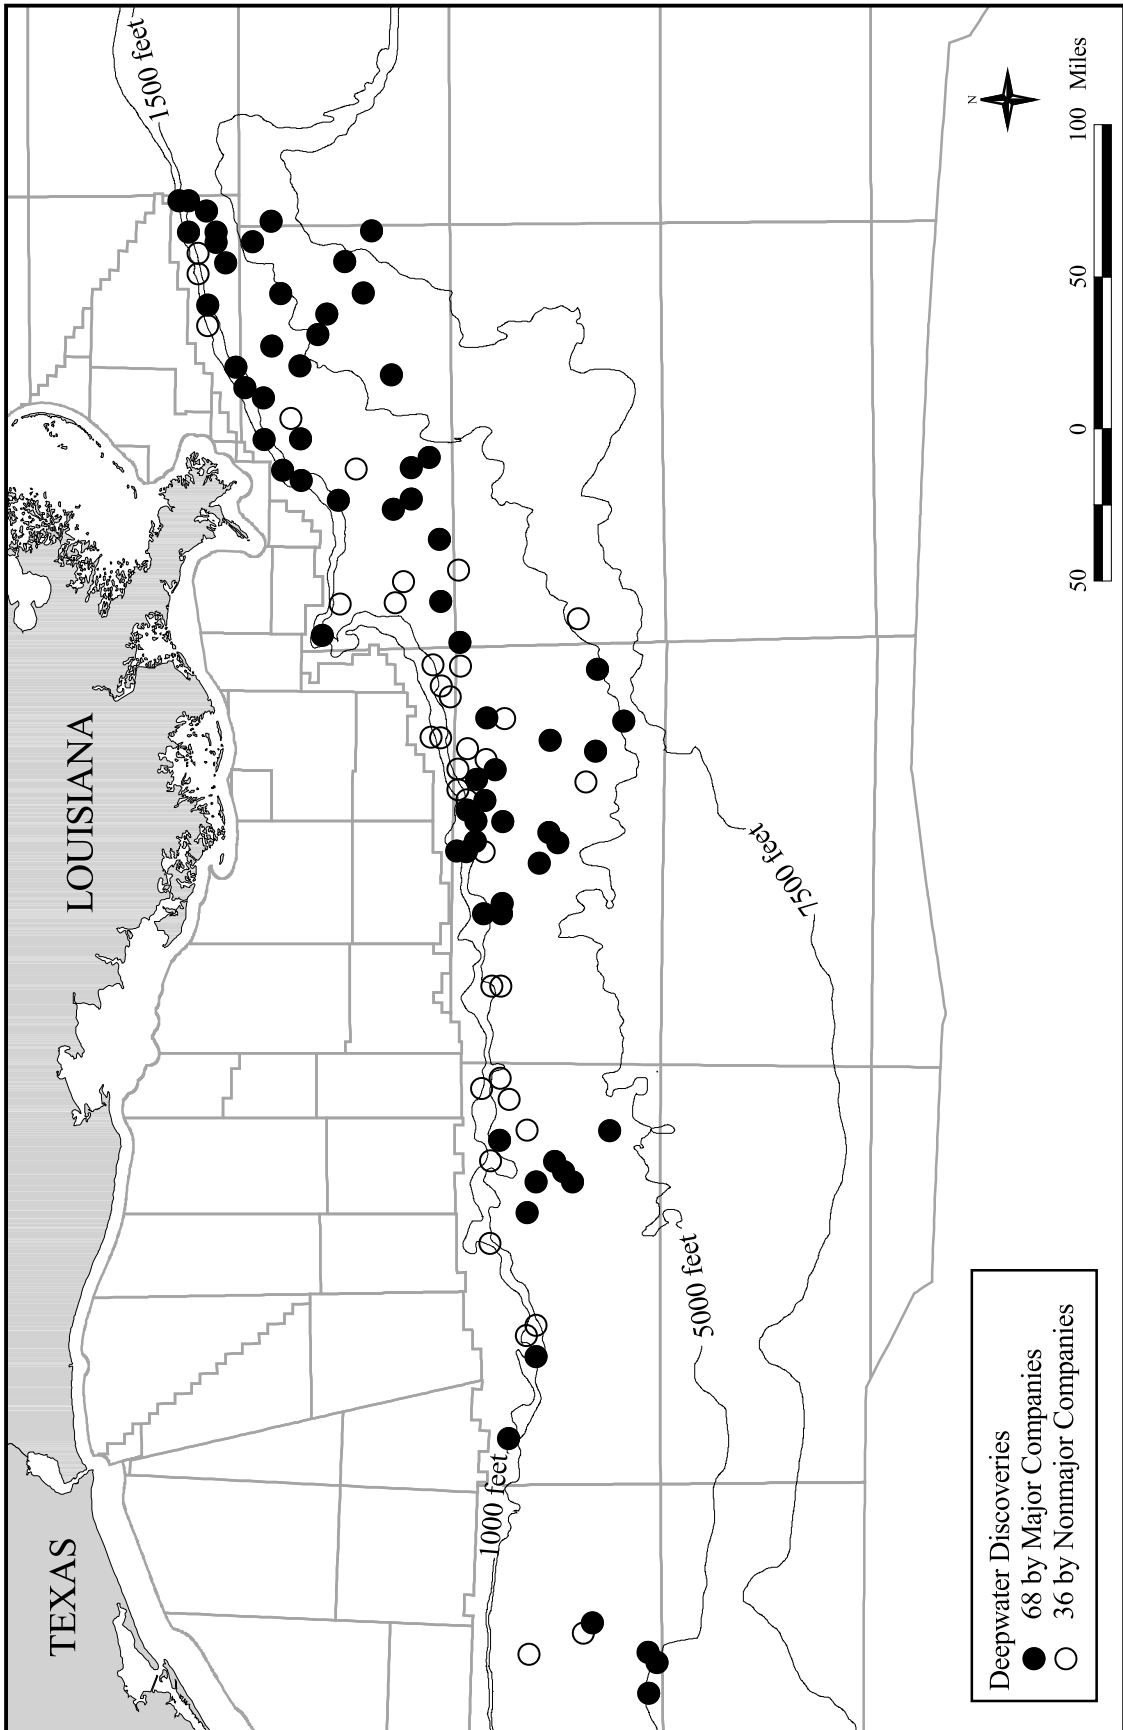 TEXAS
LOUISIANA
1500 feet
1000 feet
5000 feet
7500 feet
N
50 0 50 100 Miles
Deepwater Discoveries
68 by Major Companies
36 by Nonmajor Companies